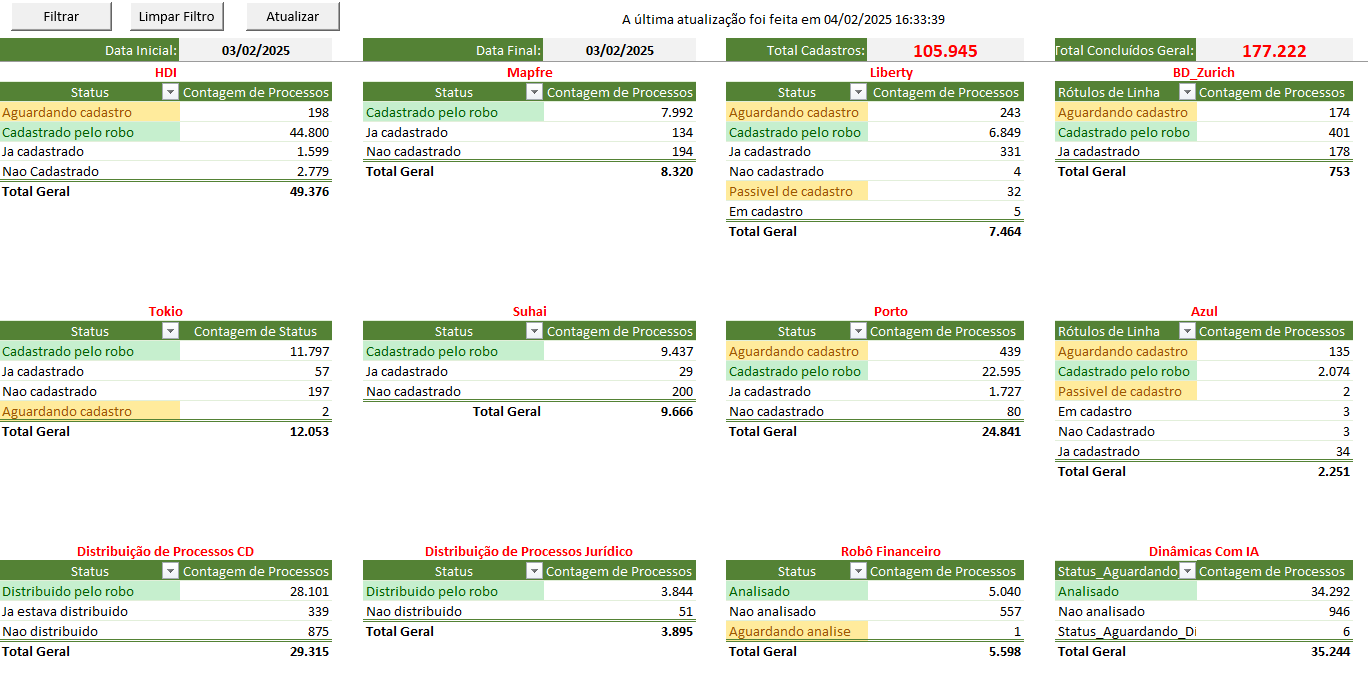 Filtrar Limpar Filtro Atualizar A última atualização foi feita em 04/02/2025 16:33:39
Data Inicial: 03/02/2025 Data Final: 03/02/2025 Total Cadastros: 105.945 Total Concluídos Geral: 177.222
HDI
Status Contagem de Processos
Aguardando cadastro 198
Cadastrado pelo robo 44.800
Ja cadastrado 1.599
Nao Cadastrado 2.779
Total Geral 49.376
Mapfre
Status Contagem de Processos
Cadastrado pelo robo 7.992
Ja cadastrado 134
Nao cadastrado 194
Total Geral 8.320
Liberty
Status Contagem de Processos
Aguardando cadastro 243
Cadastrado pelo robo 6.849
Ja cadastrado 331
Nao cadastrado 4
Passivel de cadastro 32
Em cadastro 5
Total Geral 7.464
BD_Zurich
Rótulos de Linha Contagem de Processos
Aguardando cadastro 174
Cadastrado pelo robo 401
Ja cadastrado 178
Total Geral 753
Tokio
Status Contagem de Status
Cadastrado pelo robo 11.797
Ja cadastrado 57
Nao cadastrado 197
Aguardando cadastro 2
Total Geral 12.053
Suhai
Status Contagem de Processos
Cadastrado pelo robo 9.437
Ja cadastrado 29
Nao cadastrado 200
Total Geral 9.666
Porto
Status Contagem de Processos
Aguardando cadastro 439
Cadastrado pelo robo 22.595
Ja cadastrado 1.727
Nao cadastrado 80
Total Geral 24.841
Azul
Rótulos de Linha Contagem de Processos
Aguardando cadastro 135
Cadastrado pelo robo 2.074
Passivel de cadastro 2
Em cadastro 3
Nao Cadastrado 3
Ja cadastrado 34
Total Geral 2.251
Distribuição de Processos CD
Status Contagem de Processos
Distribuido pelo robo 28.101
Ja estava distribuido 339
Nao distribuido 875
Total Geral 29.315
Distribuição de Processos Jurídico
Status Contagem de Processos
Distribuido pelo robo 3.844
Nao distribuido 51
Total Geral 3.895
Robô Financeiro
Status Contagem de Processos
Analisado 5.040
Nao analisado 557
Aguardando analise 1
Total Geral 5.598
Dinâmicas Com IA
Status_Aguardando Contagem de Processos
Analisado 34.292
Nao analisado 946
Status_Aguardando_Di 6
Total Geral 35.244